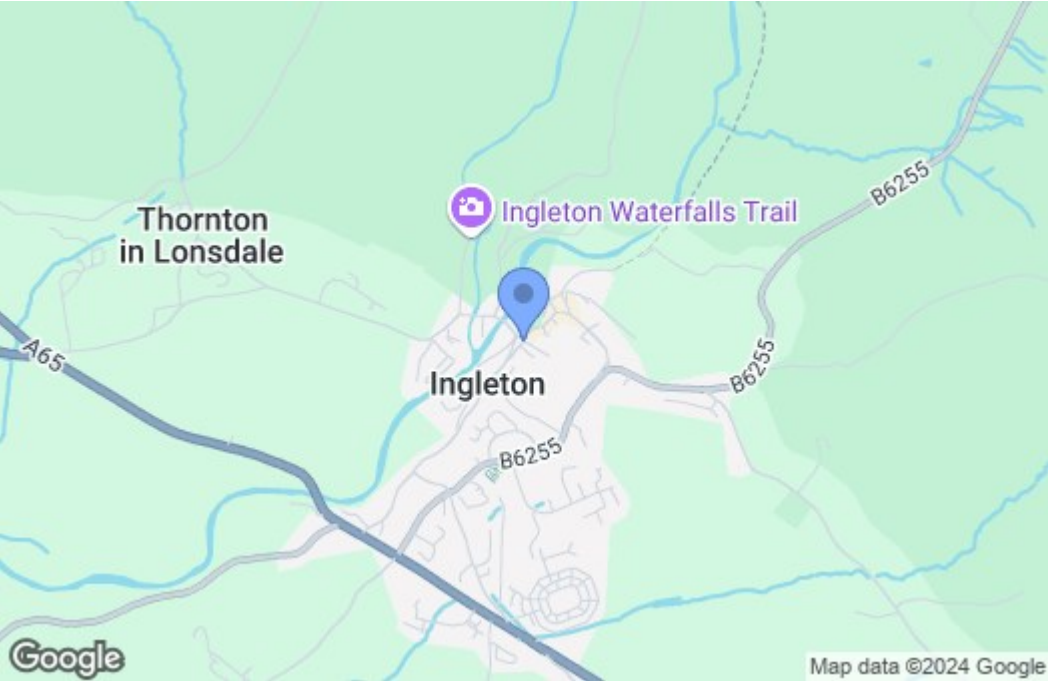 B6255
Thornton
in Lonsdale
Ingleton Waterfalls Trail
A65
B6255
Ingleton
B6255
Google
Map data ©2024 Google